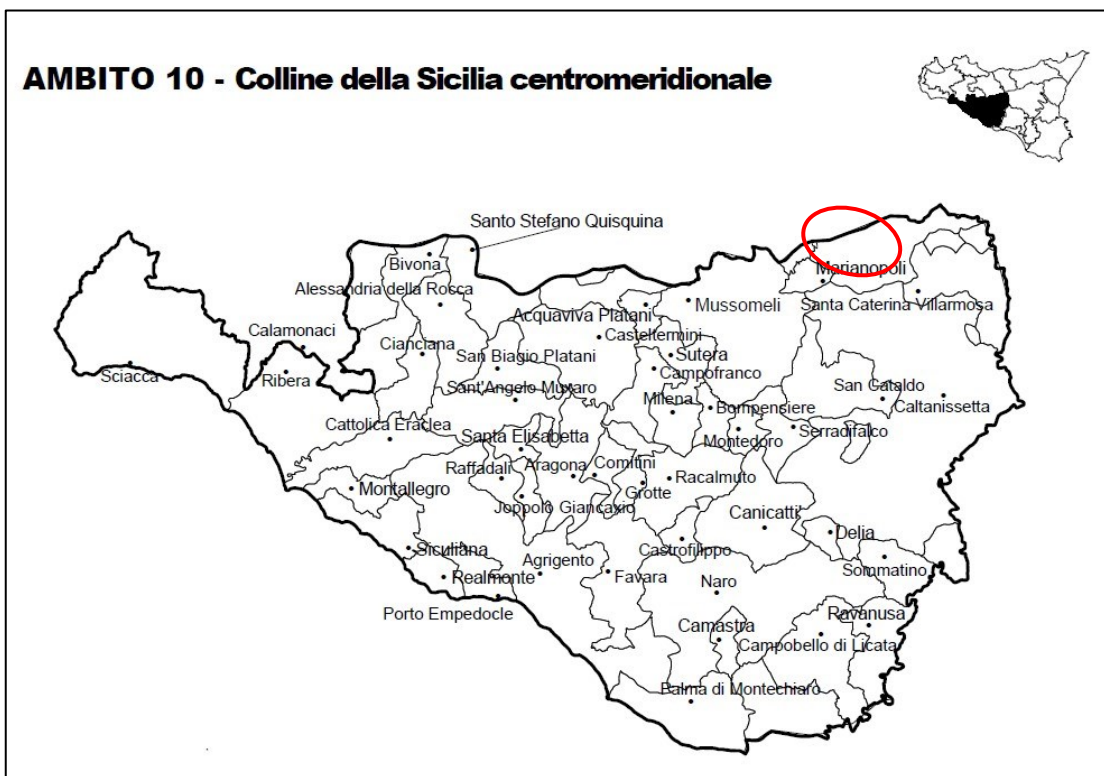 AMBITO 10 - Colline della Sicilia centromeridionale
Santo Stefano Quisquina
Bivona
Marianopoli
Alessandria della Rocca
Mussomeli
Santa Caterina Villarmosa
Acquaviva Platani
Calamonaci
Casteltermini
Cianciana
San Biagio Platani
Sutera
Sciacca
Ribera
Campofranco
Sant'Angelo Muxaro
San Cataldo
Milena
Bompensiere
Caltanissetta
Cattolica Eraclea
Santa Elisabetta
Montedoro
Serradifalco
Raffadali
Aragona
Comitini
Racalmuto
Montallegro
Grotte
Joppolo Giancaxio
Canicatti'
Delia
Siculiana
Castrofilippo
Agrigento
Sommatino
Realmonte
Favara
Naro
Porto Empedocle
Ravanusa
Camastra
Campobello di Licata
Palma di Montechiaro